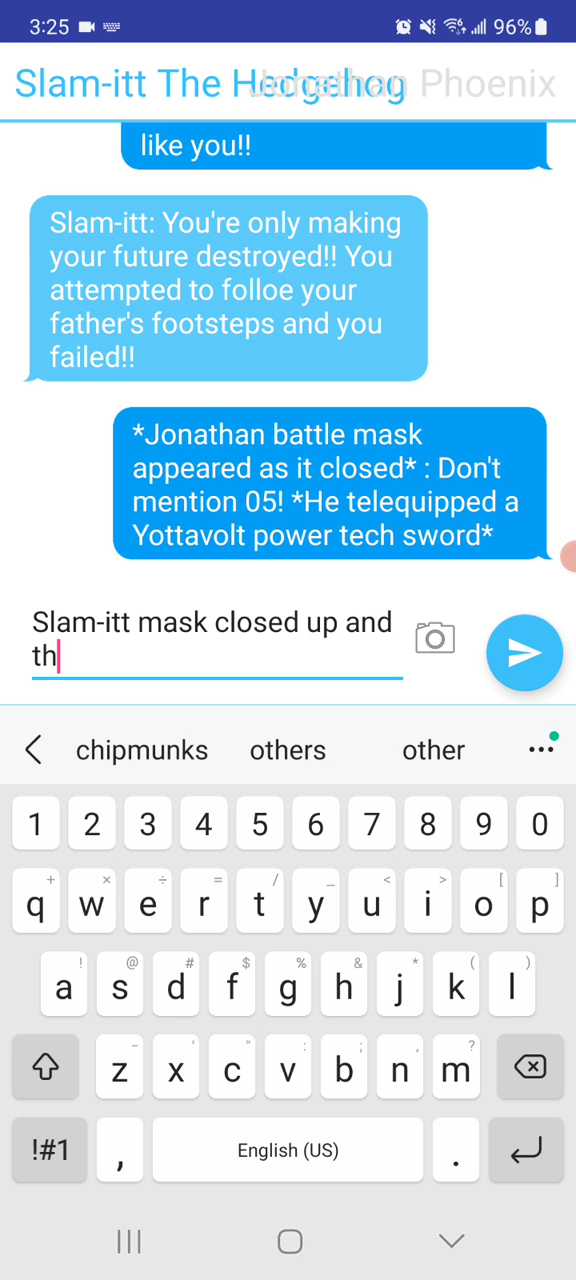 3:25 96%
Slam-itt The Hedgehog Jonathan Phoenix
like you!!
Slam-itt: You're only making
your future destroyed!! You
attempted to folloe your
father's footsteps and you
failed!!
*Jonathan battle mask
appeared as it closed* : Don't
mention 05! *He telequipped a
Yottavolt power tech sword*
Slam-itt mask closed up and
th
chipmunks others other
1 2 3 4 5 6 7 8 9 0
+ × ÷ = / _ < > [ ]
q w e r t y u i o p
! @ # $ % & * ( )
a s d f g h j k l
- ' " : ; , ?
z x c v b n m
!#1 , English (US) .